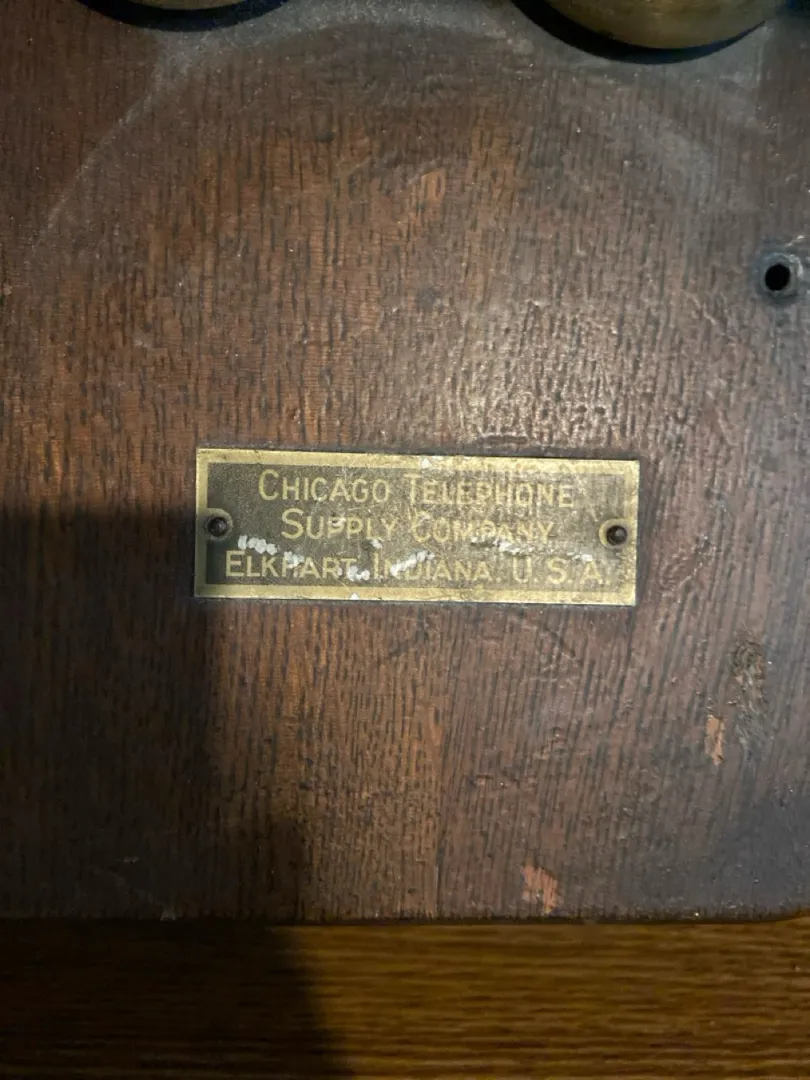 CHICAGO TELEPHONE
SUPPLY COMPANY
ELKHART, INDIANA. U. S. A.